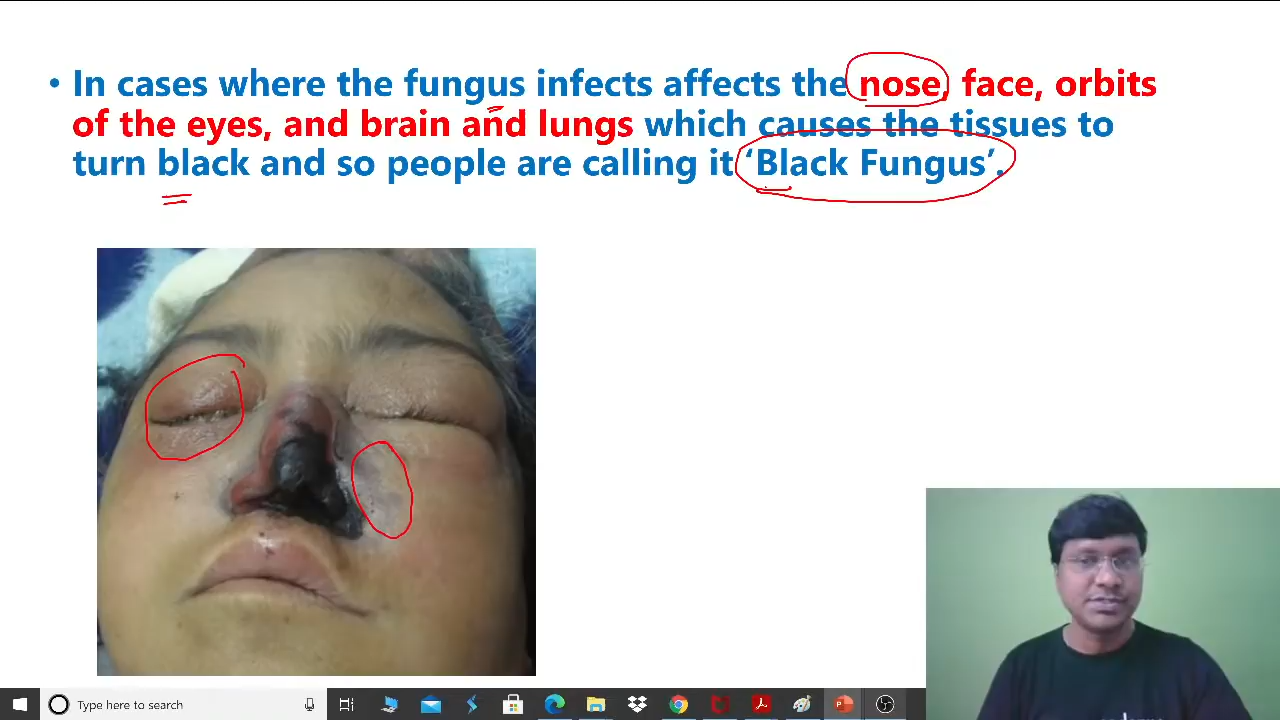 • In cases where the fungus infects affects the nose, face, orbits
of the eyes, and brain and lungs which causes the tissues to
turn black and so people are calling it ‘Black Fungus’.
Type here to search